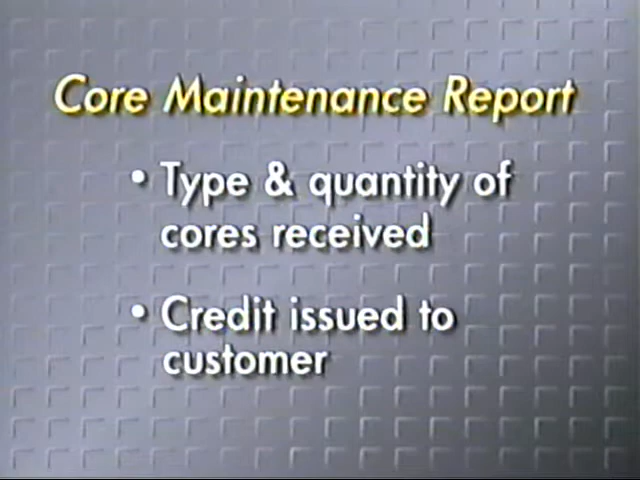 Core Maintenance Report
• Type & quantity of
cores received
• Credit issued to
customer